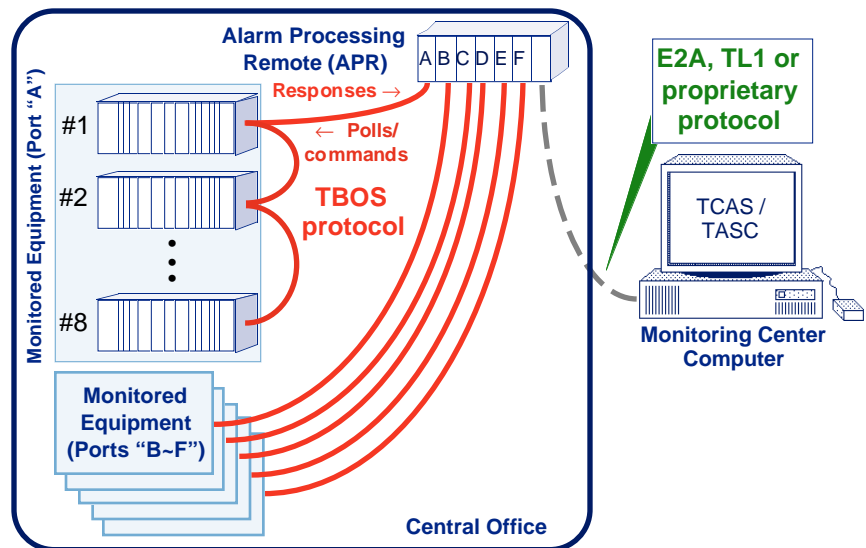 Alarm Processing
Remote (APR)
A B C D E F
Responses →
← Polls/
commands
TBOS
protocol
Monitored Equipment (Port “A”)
#1
#2
#8
Monitored
Equipment
(Ports “B~F”)
Central Office
E2A, TL1 or
proprietary
protocol
TCAS /
TASC
Monitoring Center
Computer